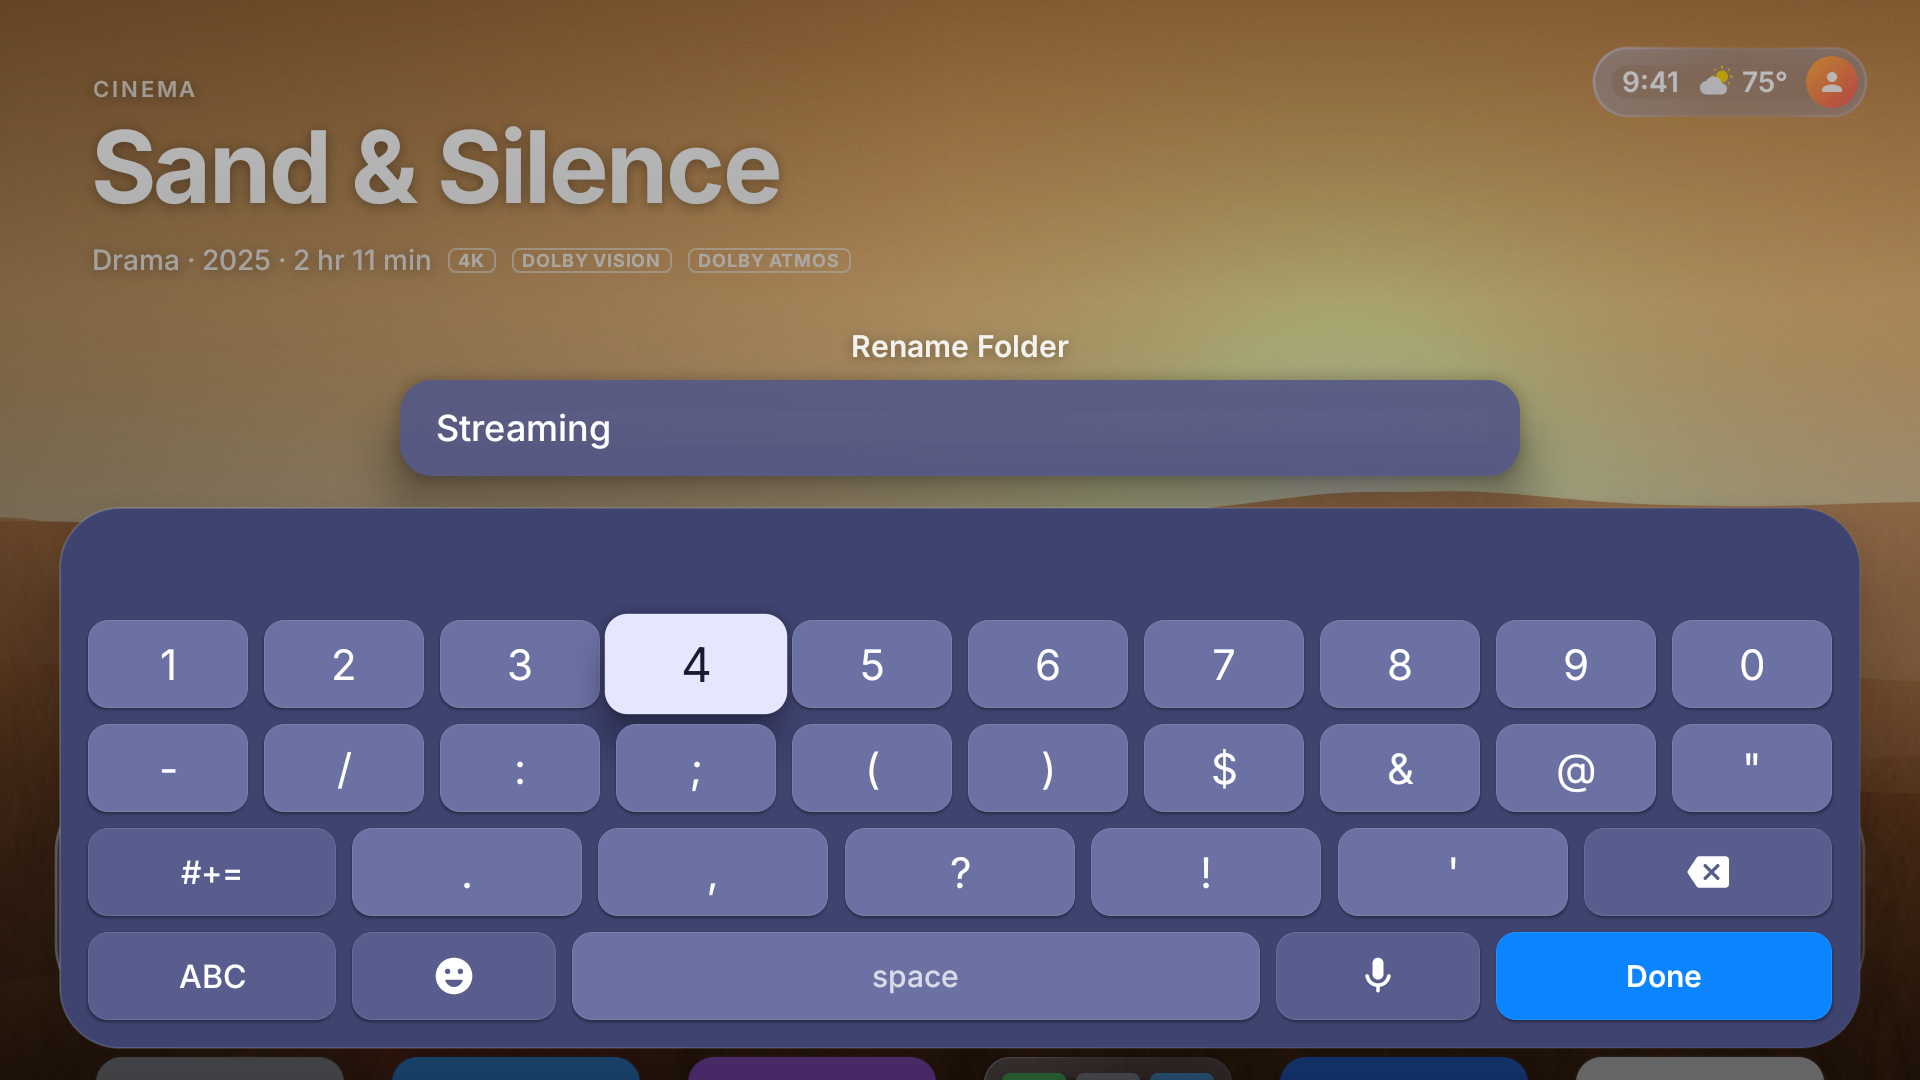 CINEMA
9:41 75°
Sand & Silence
Drama · 2025 · 2 hr 11 min 4K DOLBY VISION DOLBY ATMOS
Rename Folder
Streaming
1 2 3 4 5 6 7 8 9 0
- / : ; ( ) $ & @ "
#+= . , ? ! '
ABC space Done